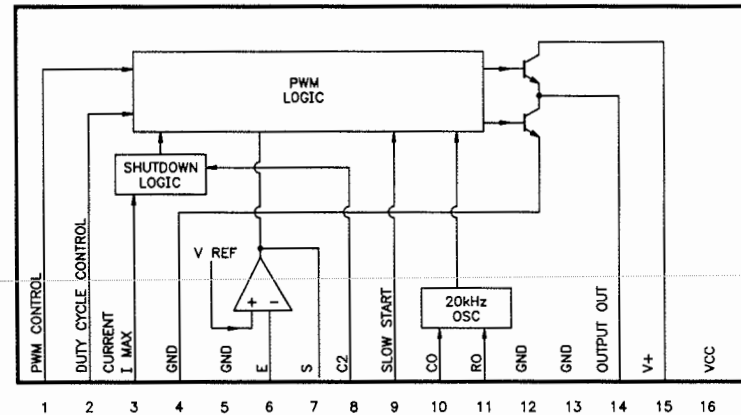 PWM
LOGIC
SHUTDOWN
LOGIC
V REF
+ −
20kHz
OSC
PWM CONTROL
DUTY CYCLE CONTROL
CURRENT
I MAX
GND
GND
E
S
C2
SLOW START
CO
RO
GND
GND
OUTPUT OUT
V+
VCC
1 2 3 4 5 6 7 8 9 10 11 12 13 14 15 16